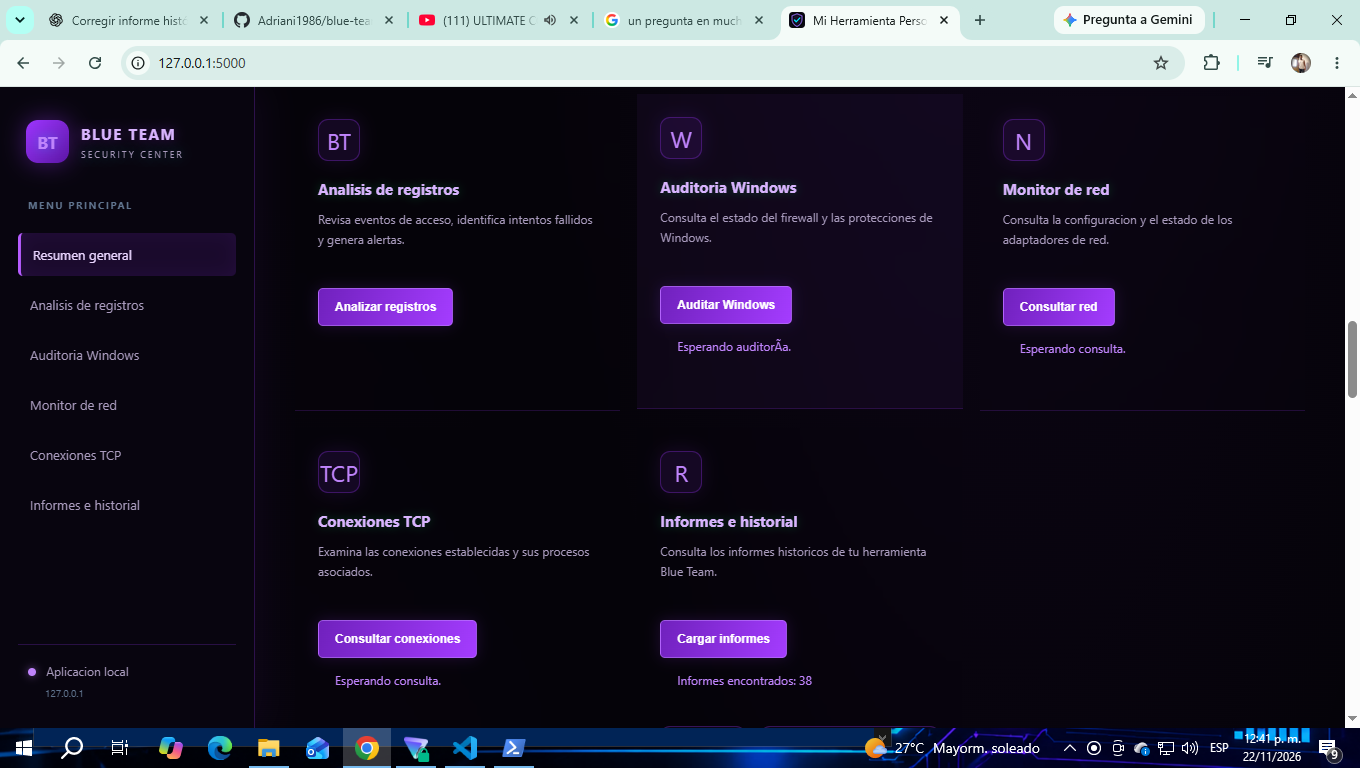 Corregir informe histó
Adriani1986/blue-tea
(111) ULTIMATE C
un pregunta en much
Mi Herramienta Perso
Pregunta a Gemini
127.0.0.1:5000
BT
BLUE TEAM
SECURITY CENTER
MENU PRINCIPAL
Resumen general
Analisis de registros
Auditoria Windows
Monitor de red
Conexiones TCP
Informes e historial
Aplicacion local
127.0.0.1
BT
Analisis de registros
Revisa eventos de acceso, identifica intentos fallidos
y genera alertas.
Analizar registros
W
Auditoria Windows
Consulta el estado del firewall y las protecciones de
Windows.
Auditar Windows
Esperando auditorÃa.
N
Monitor de red
Consulta la configuracion y el estado de los
adaptadores de red.
Consultar red
Esperando consulta.
TCP
Conexiones TCP
Examina las conexiones establecidas y sus procesos
asociados.
Consultar conexiones
Esperando consulta.
R
Informes e historial
Consulta los informes historicos de tu herramienta
Blue Team.
Cargar informes
Informes encontrados: 38
27°C Mayorm. soleado
ESP
12:41 p. m.
22/11/2026
9